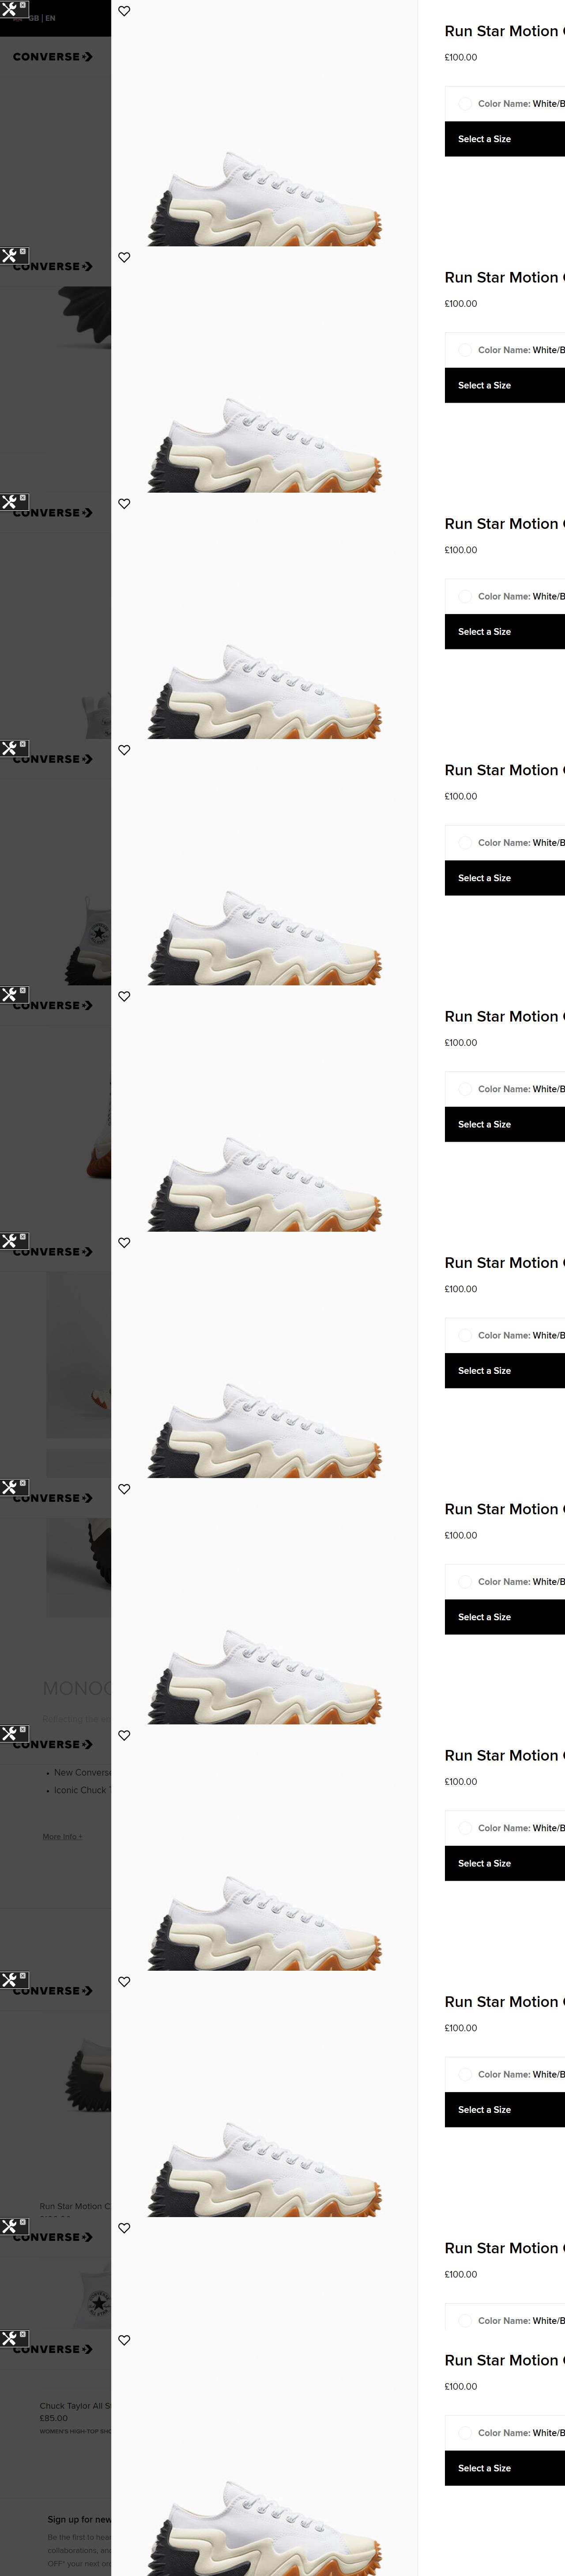 GB | EN
CONVERSE
Run Star Motion
£100.00
Color Name: White/B
Select a Size
CONVERSE
Run Star Motion
£100.00
Color Name: White/B
Select a Size
CONVERSE
Run Star Motion
£100.00
Color Name: White/B
Select a Size
CONVERSE
Run Star Motion
£100.00
Color Name: White/B
Select a Size
CONVERSE
Run Star Motion
£100.00
Color Name: White/B
Select a Size
CONVERSE
Run Star Motion
£100.00
Color Name: White/B
Select a Size
CONVERSE
Run Star Motion
£100.00
Color Name: White/B
Select a Size
MONOC
Reflecting the
CONVERSE
Run Star Motion
£100.00
• New Converse
• Iconic Chuck
Color Name: White/B
More Info +
Select a Size
CONVERSE
Run Star Motion
£100.00
Color Name: White/B
Select a Size
Run Star Motion C
CONVERSE
Run Star Motion
£100.00
Color Name: White/B
CONVERSE
Run Star Motion
£100.00
Chuck Taylor All S
£85.00
WOMEN'S HIGH TOP SHO
Color Name: White/B
Select a Size
Sign up for new
Be the first to hear
collaborations, an
OFF* your next or